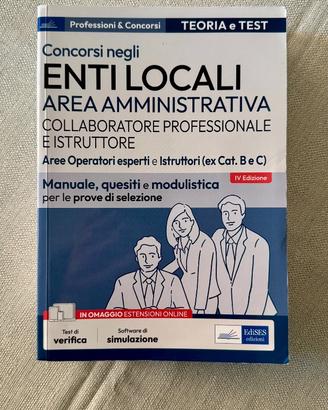 Professioni & Concorsi
TEORIA e TEST
Concorsi negli
ENTI LOCALI
AREA AMMINISTRATIVA
COLLABORATORE PROFESSIONALE
E ISTRUTTORE
Aree Operatori esperti e Istruttori (ex Cat. B e C)
IV Edizione
Manuale, quesiti e modulistica
per le prove di selezione
IN OMAGGIO ESTENSIONI ONLINE
Test di
verifica
Software di
simulazione
EdiSES
edizioni